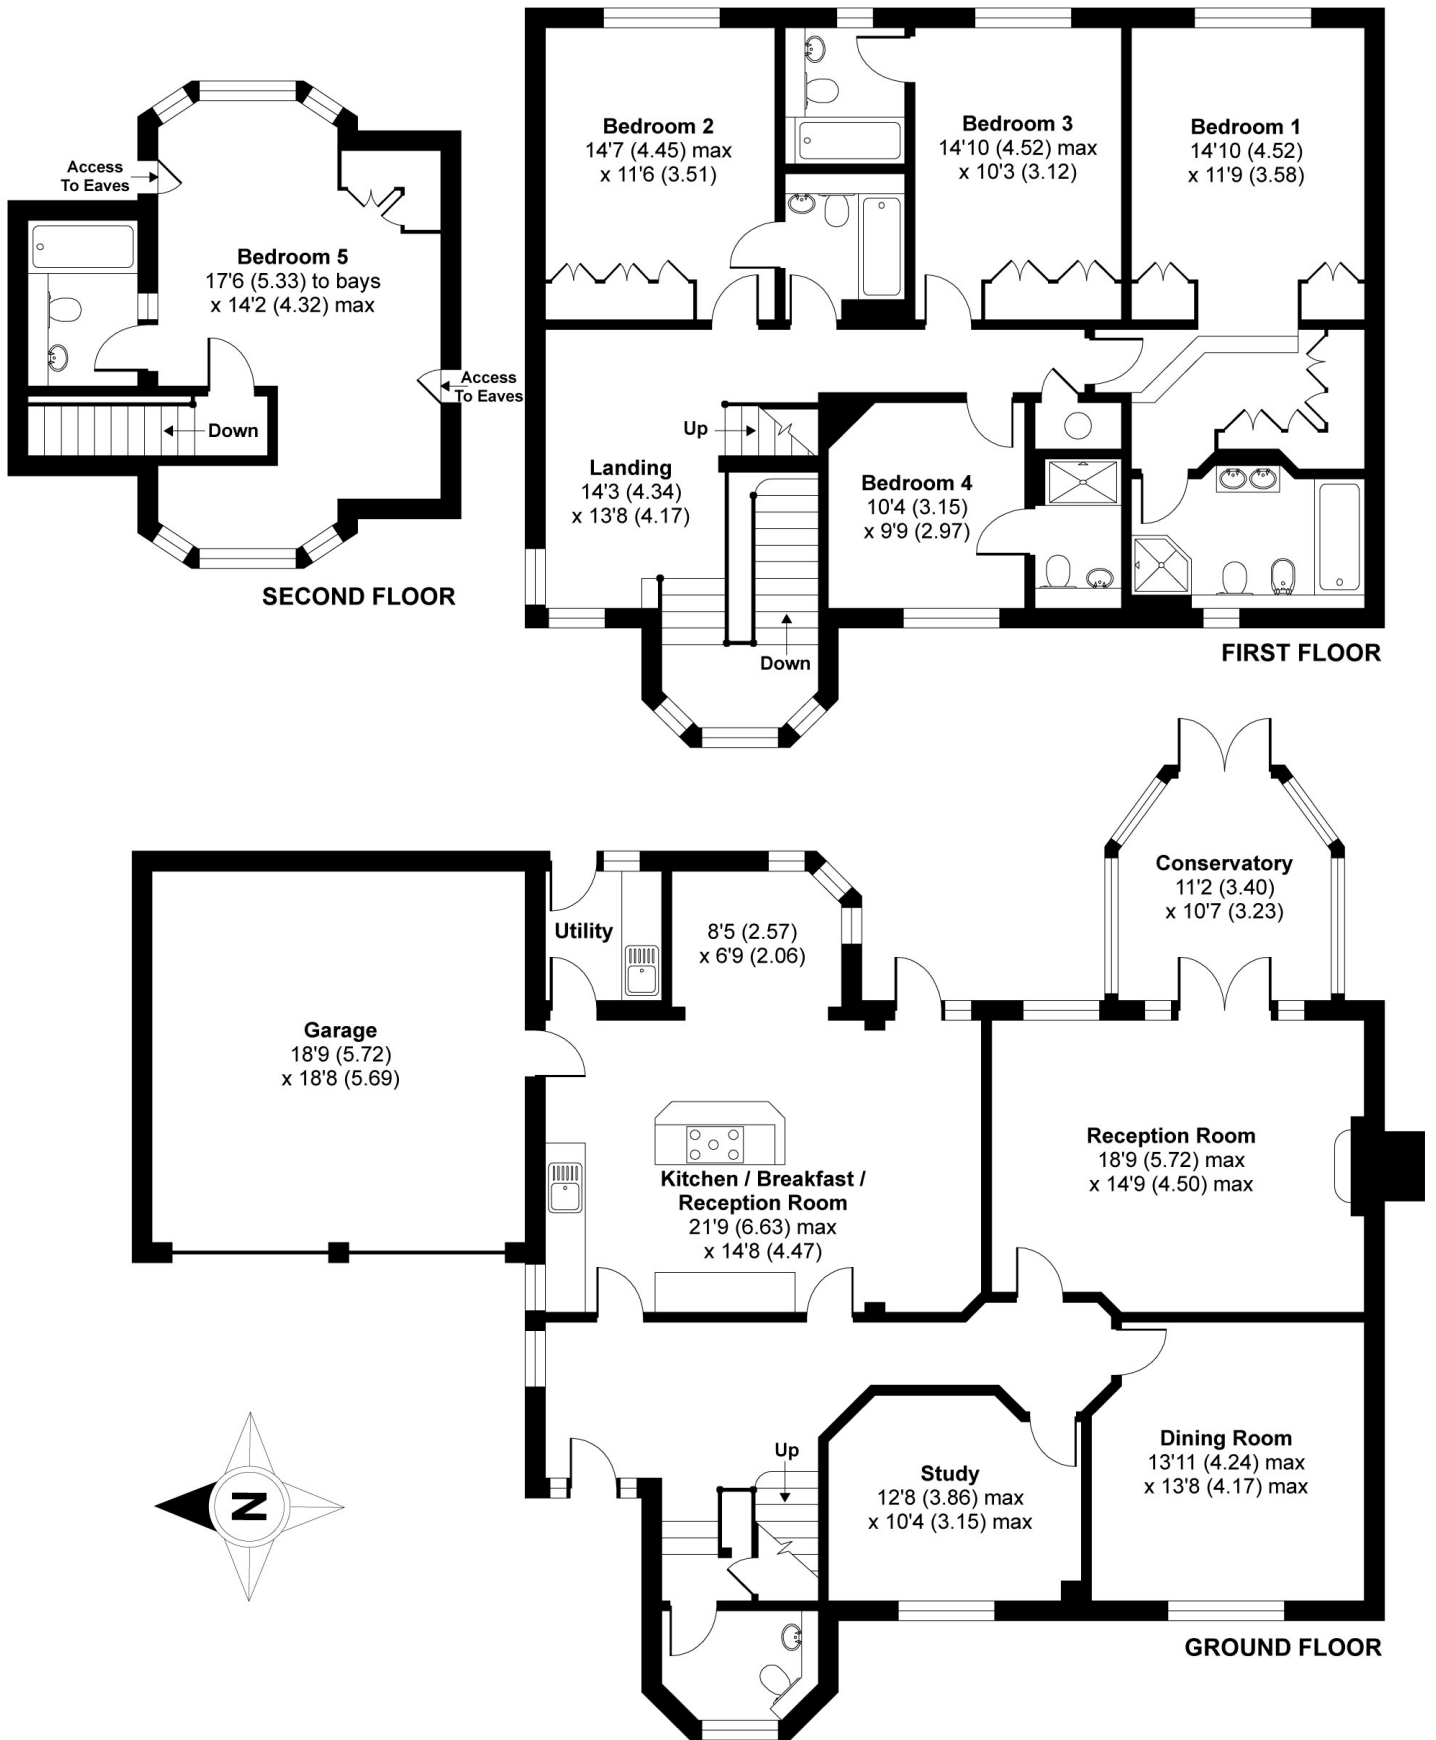 Bedroom 2
14'7 (4.45) max
x 11'6 (3.51)
Bedroom 3
14'10 (4.52) max
x 10'3 (3.12)
Bedroom 1
14'10 (4.52)
x 11'9 (3.58)
Access
To Eaves
Bedroom 5
17'6 (5.33) to bays
x 14'2 (4.32) max
Access
To Eaves
Down
SECOND FLOOR
Up
Landing
14'3 (4.34)
x 13'8 (4.17)
Bedroom 4
10'4 (3.15)
x 9'9 (2.97)
Down
FIRST FLOOR
Conservatory
11'2 (3.40)
x 10'7 (3.23)
Utility
8'5 (2.57)
x 6'9 (2.06)
Garage
18'9 (5.72)
x 18'8 (5.69)
Kitchen / Breakfast /
Reception Room
21'9 (6.63) max
x 14'8 (4.47)
Reception Room
18'9 (5.72) max
x 14'9 (4.50) max
Up
Study
12'8 (3.86) max
x 10'4 (3.15) max
Dining Room
13'11 (4.24) max
x 13'8 (4.17) max
N
GROUND FLOOR